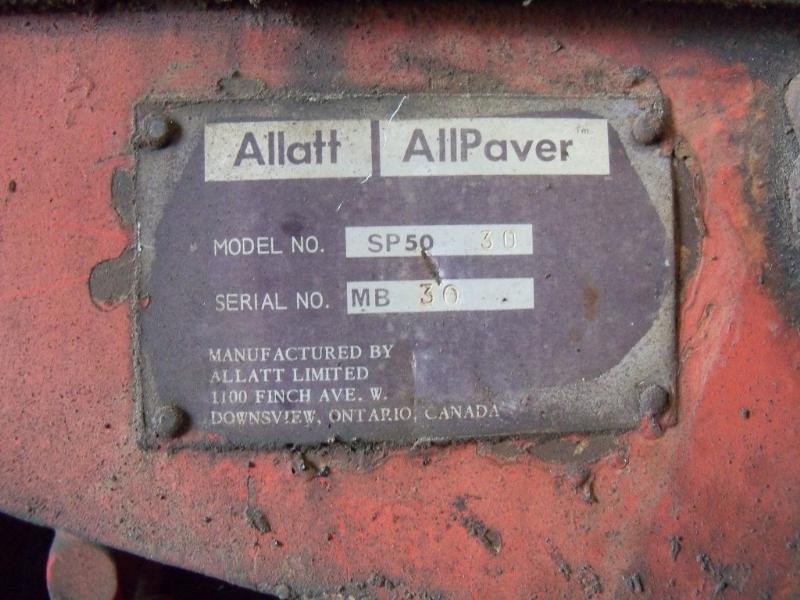 Allatt | AllPaver™
MODEL NO. SP50 30
SERIAL NO. MB 30
MANUFACTURED BY
ALLATT LIMITED
1100 FINCH AVE. W.
DOWNSVIEW, ONTARIO, CANADA